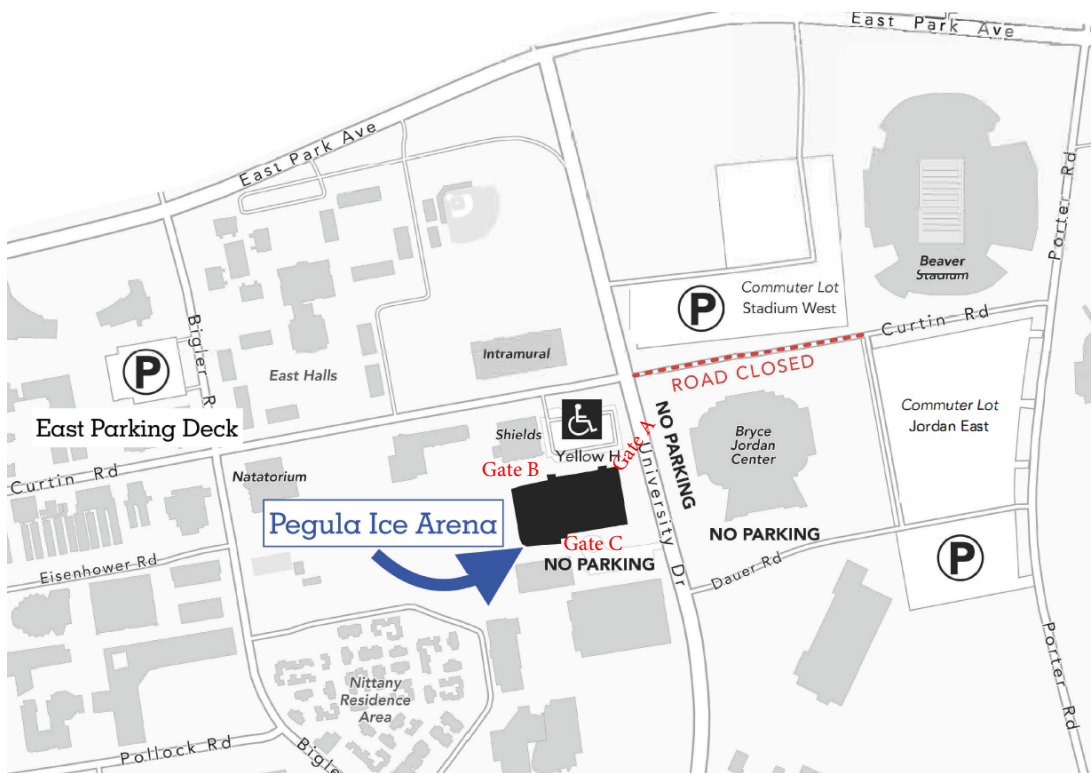 East Park Ave
East Park Ave
Porter Rd
Beaver
Stadium
Commuter Lot
Stadium West
P
Curtin Rd
Bigler R
Intramural
ROAD CLOSED
P
East Halls
East Parking Deck
Commuter Lot
Jordan East
NO PARKING
Shields
Gate A
Bryce
Jordan
Center
Yellow H
Gate B
Curtin Rd
Natatorium
University Dr
Pegula Ice Arena
NO PARKING
Gate C
NO PARKING
P
Eisenhower Rd
Dauer Rd
Porter Rd
Nittany
Residence
Area
Pollock Rd
Bigl